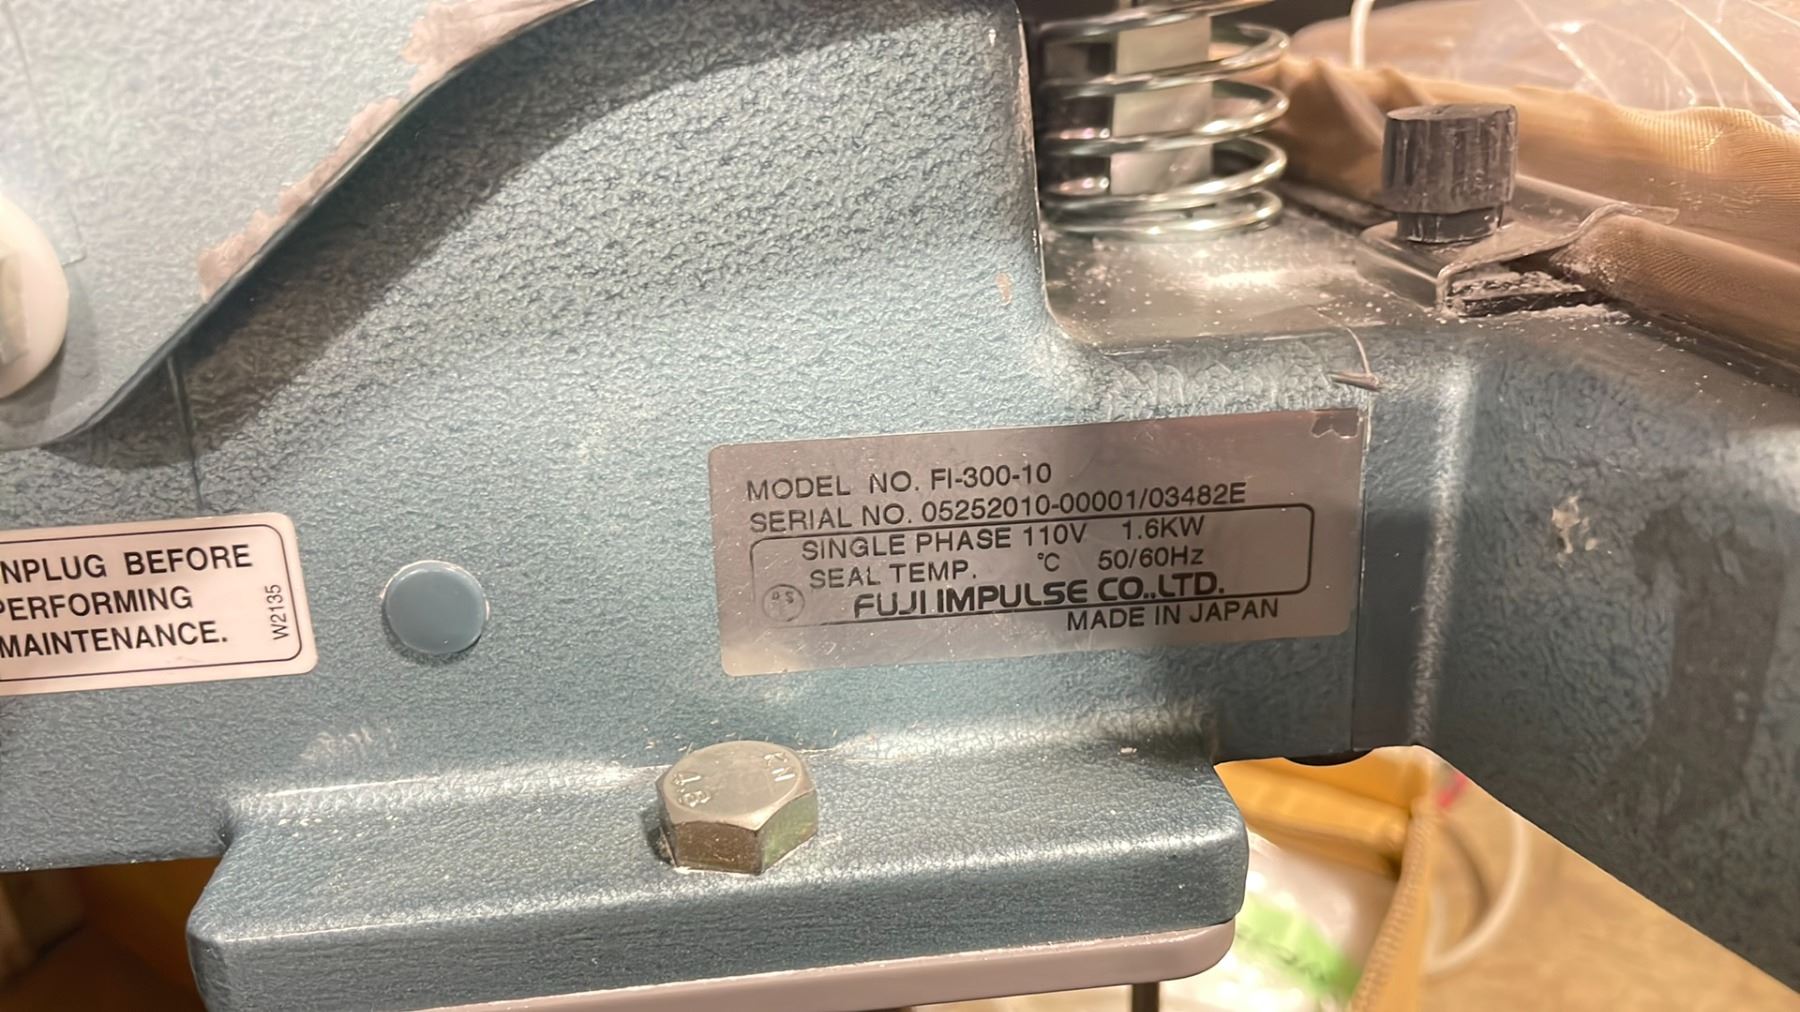 MODEL NO. FI-300-10
SERIAL NO. 05252010-00001/03482E
SINGLE PHASE 110V 1.6KW
SEAL TEMP. ℃ 50/60Hz
FUJI IMPULSE CO.,LTD.
MADE IN JAPAN
NPLUG BEFORE
PERFORMING
MAINTENANCE.
W2135